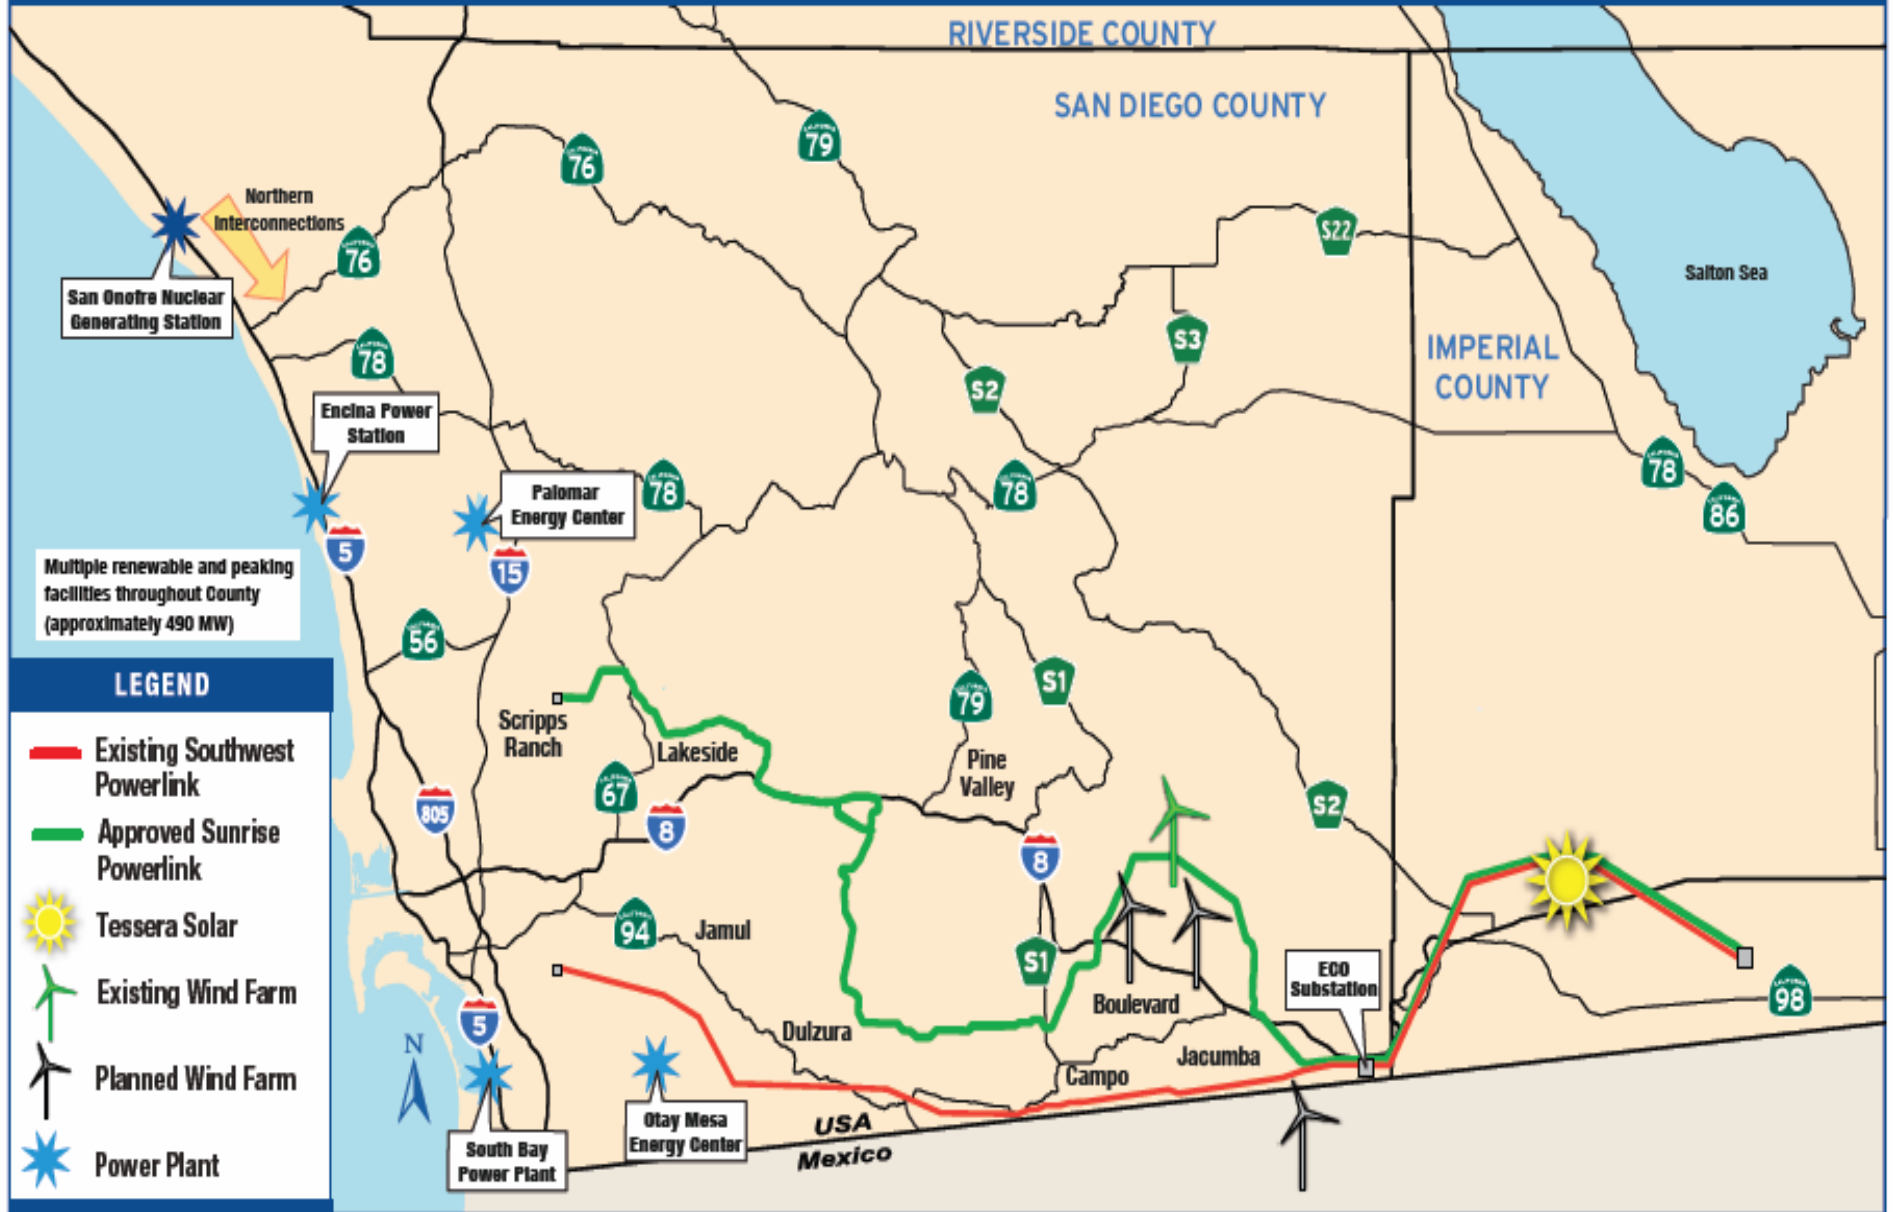 RIVERSIDE COUNTY
SAN DIEGO COUNTY
79
76
Northern
Interconnections
76
S22
Salton Sea
San Onofre Nuclear
Generating Station
78
S3
IMPERIAL
COUNTY
S2
Encina Power
Station
78
78
78
86
Palomar
Energy Center
5
15
Multiple renewable and peaking
facilities throughout County
(approximately 490 MW)
56
LEGEND
Existing Southwest
Powerlink
Approved Sunrise
Powerlink
Tessera Solar
Existing Wind Farm
Planned Wind Farm
Power Plant
Scripps
Ranch
Lakeside
79
S1
Pine
Valley
67
805
8
8
S2
94
Jamul
S1
ECO
Substation
98
Boulevard
5
Dulzura
Jacumba
N
Campo
Otay Mesa
Energy Center
USA
Mexico
South Bay
Power Plant